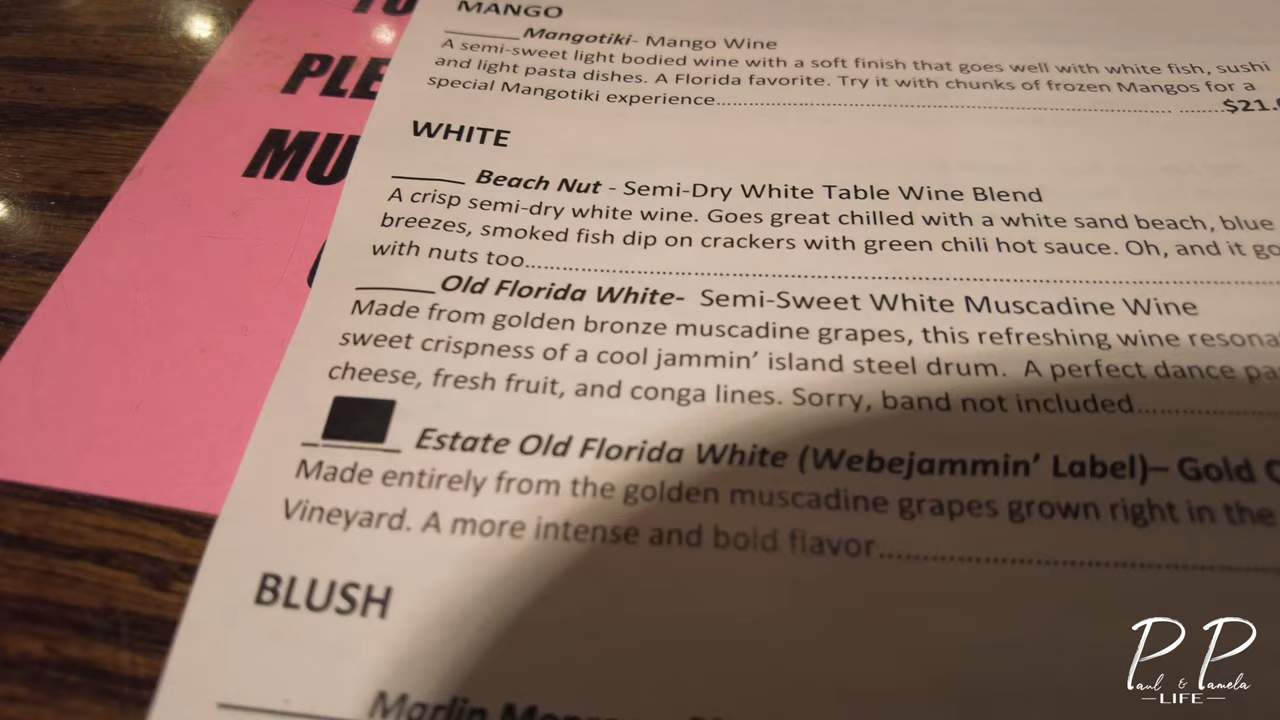 TO
PLE
MU
MANGO
Mangotiki- Mango Wine
A semi-sweet light bodied wine with a soft finish that goes well with white fish, sushi
and light pasta dishes. A Florida favorite. Try it with chunks of frozen Mangos for a
special Mangotiki experience.......................................................................$21.
WHITE
Beach Nut - Semi-Dry White Table Wine Blend
A crisp semi-dry white wine. Goes great chilled with a white sand beach, blue
breezes, smoked fish dip on crackers with green chili hot sauce. Oh, and it go
with nuts too................................................................
Old Florida White- Semi-Sweet White Muscadine Wine
Made from golden bronze muscadine grapes, this refreshing wine resona
sweet crispness of a cool jammin’ island steel drum. A perfect dance pa
cheese, fresh fruit, and conga lines. Sorry, band not included................
Estate Old Florida White (Webejammin’ Label)– Gold
Made entirely from the golden muscadine grapes grown right in the
Vineyard. A more intense and bold flavor................................
BLUSH
Marlin
Paul & Pamela
LIFE